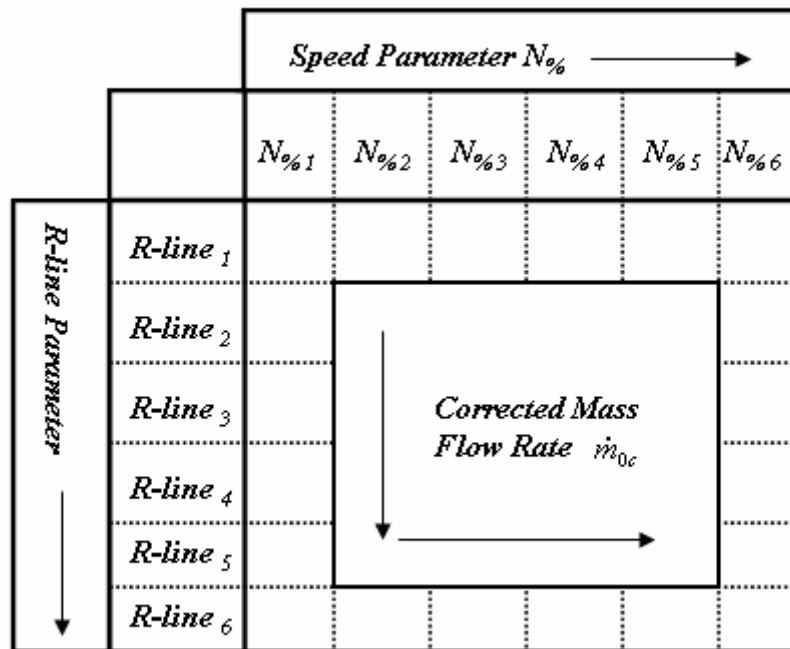 Speed Parameter N%
N%1 N%2 N%3 N%4 N%5 N%6
R-line Parameter
R-line 1
R-line 2
R-line 3
R-line 4
R-line 5
R-line 6
Corrected Mass
Flow Rate ṁ0c